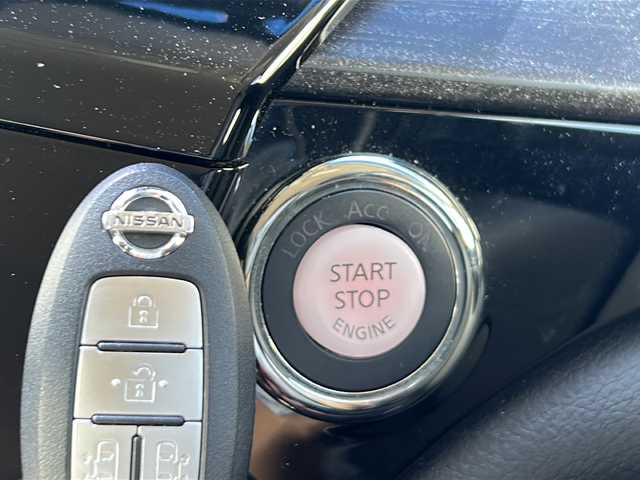 NISSAN
LOCK ACC ON
START
STOP
ENGINE